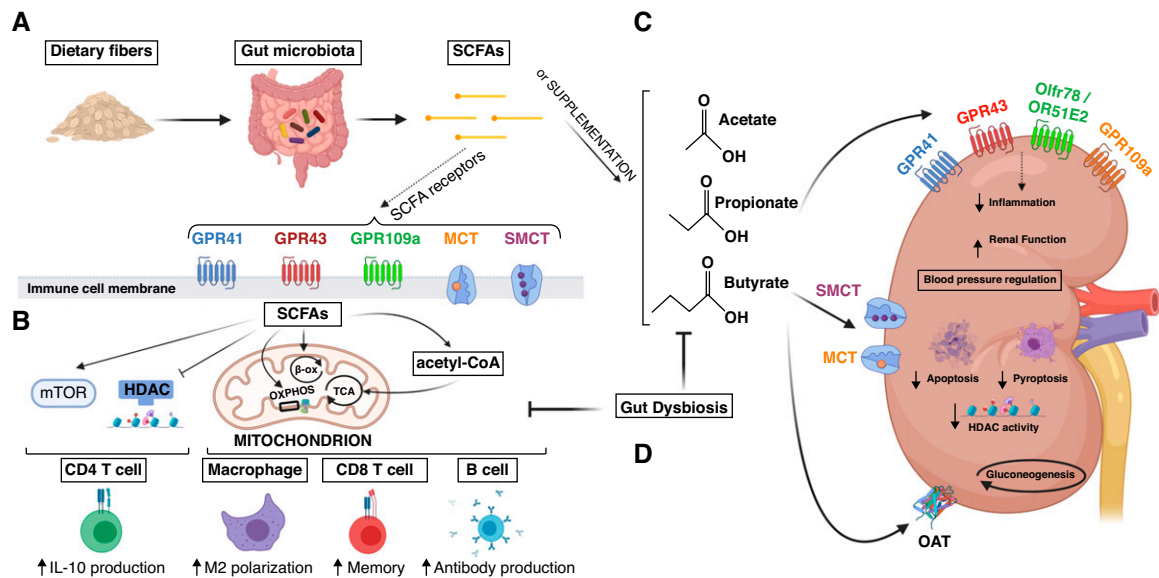 A
Dietary fibers
Gut microbiota
SCFAs
or SUPPLEMENTATION
SCFA receptors
GPR41
GPR43
GPR109a
MCT
SMCT
Immune cell membrane
B
SCFAs
mTOR
HDAC
β-ox
OXPHOS
TCA
acetyl-CoA
MITOCHONDRION
CD4 T cell
Macrophage
CD8 T cell
B cell
IL-10 production
M2 polarization
Memory
Antibody production
C
O
Acetate
OH
O
Propionate
OH
O
Butyrate
OH
Gut Dysbiosis
D
GPR41
GPR43
Olfr78 /
OR51E2
GPR109a
Inflammation
Renal Function
Blood pressure regulation
SMCT
MCT
Apoptosis
Pyroptosis
HDAC activity
Gluconeogenesis
OAT